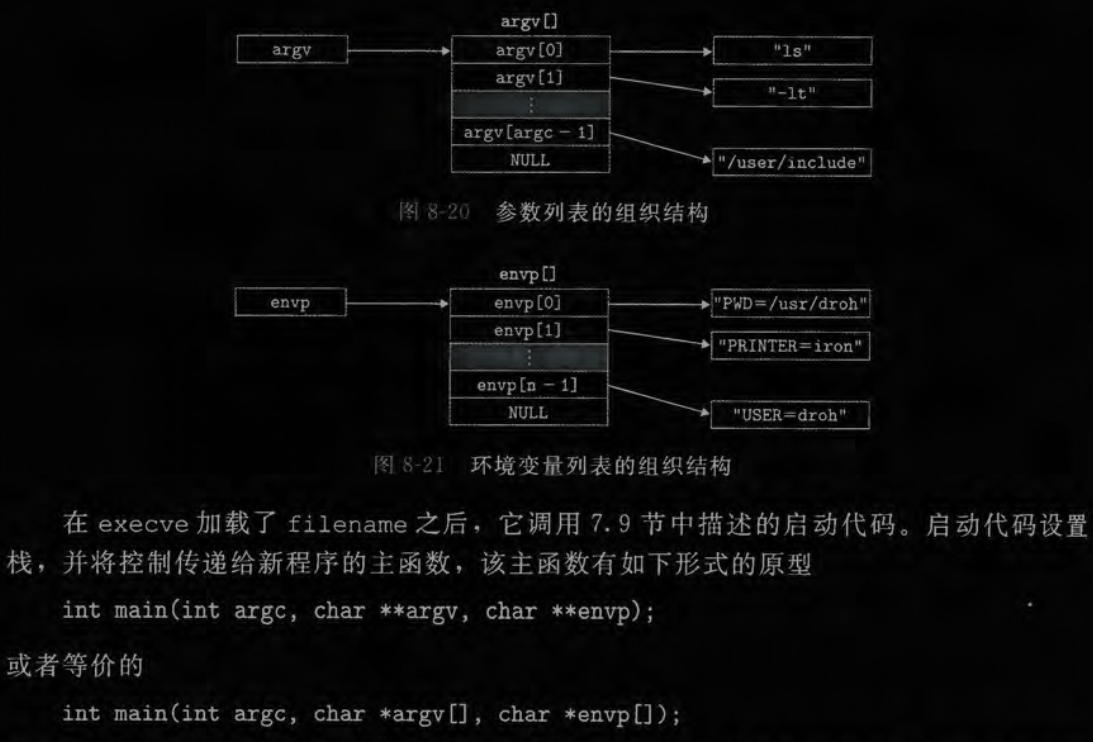 argv[]
argv
argv[0]
"ls"
argv[1]
"-lt"
⋮
argv[argc - 1]
NULL
"/user/include"
图 8-20 参数列表的组织结构
envp[]
envp
envp[0]
"PWD=/usr/droh"
envp[1]
"PRINTER=iron"
⋮
envp[n - 1]
NULL
"USER=droh"
图 8-21 环境变量列表的组织结构
在 execve 加载了 filename 之后，它调用 7.9 节中描述的启动代码。启动代码设置
栈，并将控制传递给新程序的主函数，该主函数有如下形式的原型
int main(int argc, char **argv, char **envp);
或者等价的
int main(int argc, char *argv[], char *envp[]);